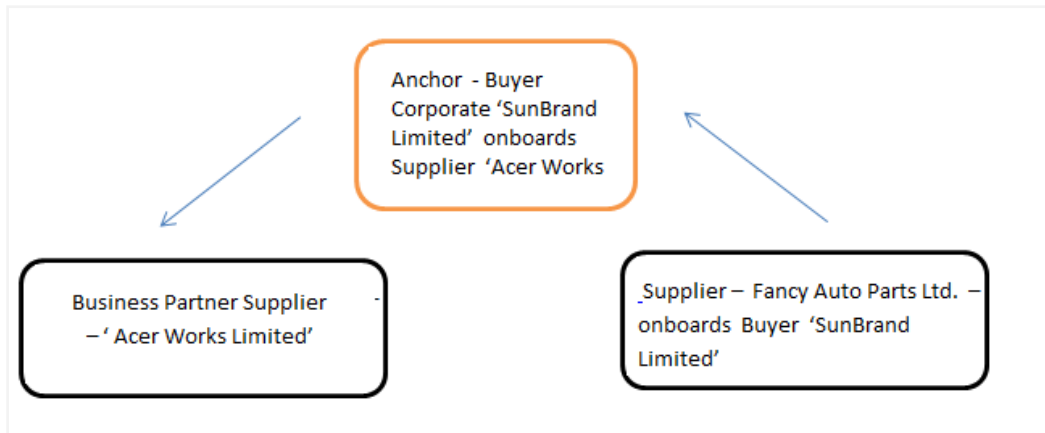 Anchor - Buyer
Corporate ‘SunBrand
Limited’ onboards
Supplier ‘Acer Works
Business Partner Supplier -
– ‘ Acer Works Limited’
Supplier – Fancy Auto Parts Ltd. –
onboards Buyer ‘SunBrand
Limited’